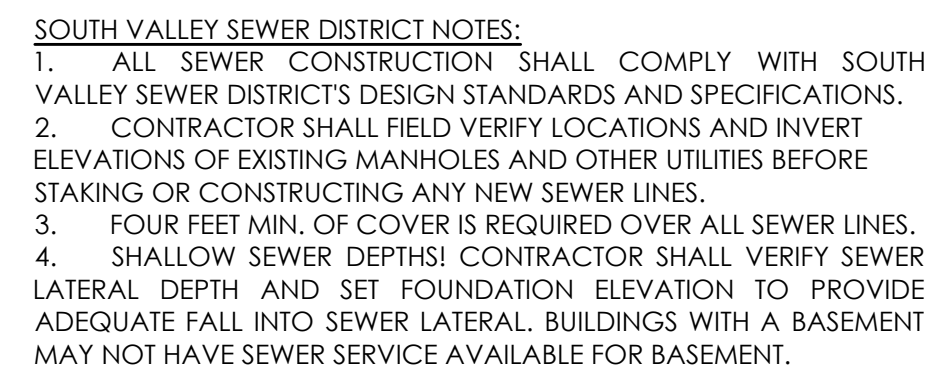 SOUTH VALLEY SEWER DISTRICT NOTES:
1. ALL SEWER CONSTRUCTION SHALL COMPLY WITH SOUTH
VALLEY SEWER DISTRICT'S DESIGN STANDARDS AND SPECIFICATIONS.
2. CONTRACTOR SHALL FIELD VERIFY LOCATIONS AND INVERT
ELEVATIONS OF EXISTING MANHOLES AND OTHER UTILITIES BEFORE
STAKING OR CONSTRUCTING ANY NEW SEWER LINES.
3. FOUR FEET MIN. OF COVER IS REQUIRED OVER ALL SEWER LINES.
4. SHALLOW SEWER DEPTHS! CONTRACTOR SHALL VERIFY SEWER
LATERAL DEPTH AND SET FOUNDATION ELEVATION TO PROVIDE
ADEQUATE FALL INTO SEWER LATERAL. BUILDINGS WITH A BASEMENT
MAY NOT HAVE SEWER SERVICE AVAILABLE FOR BASEMENT.